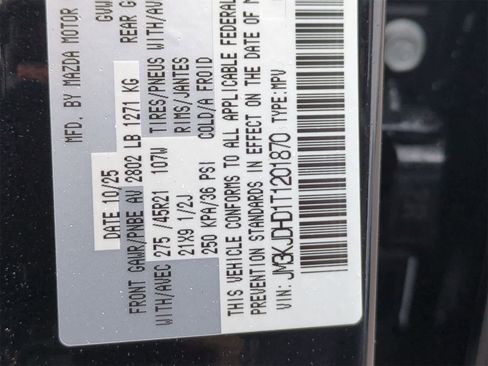 MFD. BY MAZDA MOTOR
DATE 10/25 GVW
FRONT GAWR/PNBE AV 2802 LB 1271 KG REAR G
WITH/AVEC 275 /45R21 107W TIRES/PNEUS WITH/AV
21X9 1/2J RIMS/JANTES
250 KPA/36 PSI COLD/A FROID
THIS VEHICLE CONFORMS TO ALL APPLICABLE FEDERAL
PREVENTION STANDARDS IN EFFECT ON THE DATE OF M
VIN: JM3KJDHD1T1201870 TYPE: MPV